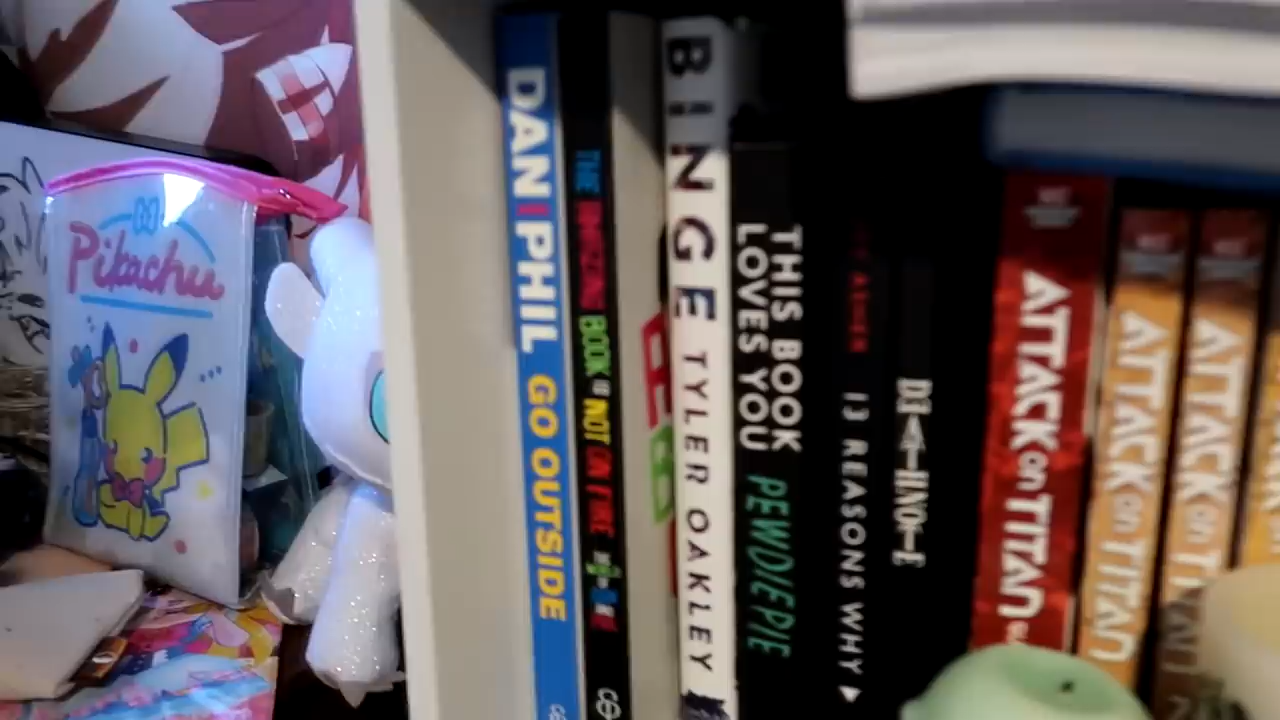 Pikachu
DAN PHIL GO OUTSIDE
THE AMAZING BOOK IS NOT ON FIRE
BINGE TYLER OAKLEY
THIS BOOK
LOVES YOU PEWDIEPIE
13 REASONS WHY
DEATH NOTE
ATTACK on TITAN
ATTACK on TITAN
ATTACK on TITAN